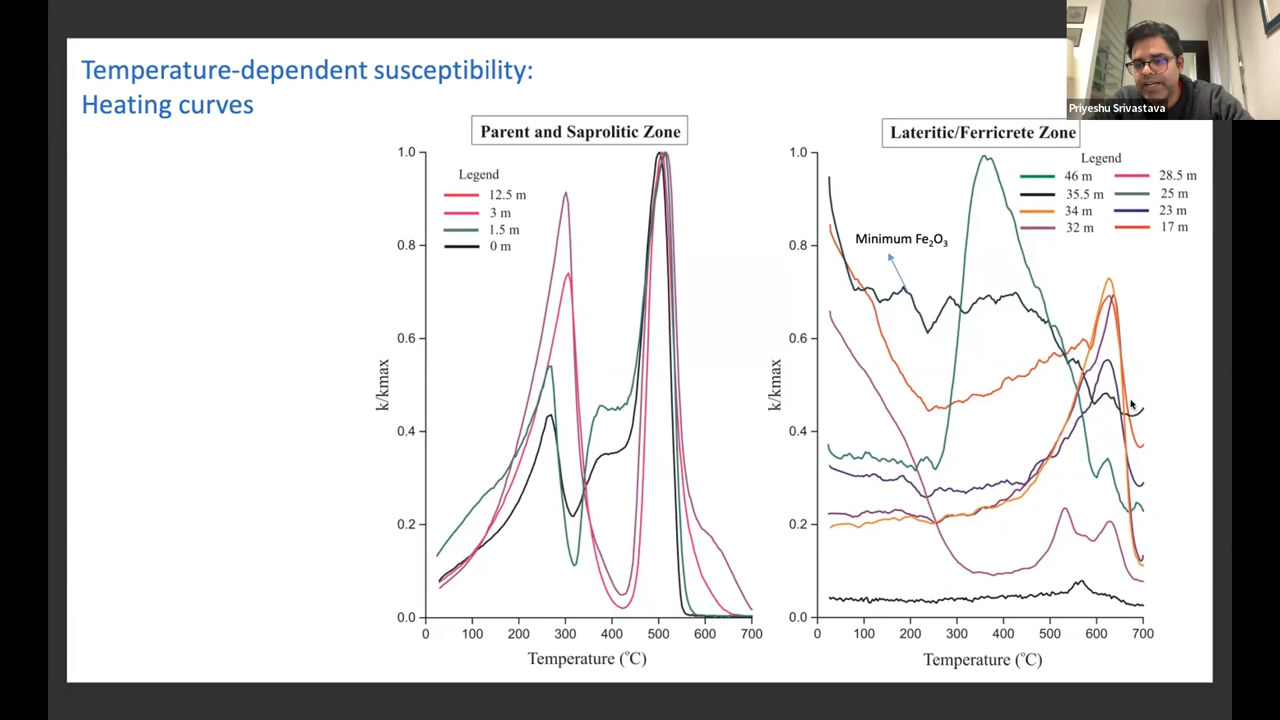 Temperature-dependent susceptibility:
Heating curves
Priyeshu Srivastava
Parent and Saprolitic Zone
Legend
12.5 m
3 m
1.5 m
0 m
1.0
0.8
0.6
0.4
0.2
0.0
k/kmax
0 100 200 300 400 500 600 700
Temperature (°C)
Lateritic/Ferricrete Zone
Legend
46 m 28.5 m
35.5 m 25 m
34 m 23 m
32 m 17 m
Minimum Fe₂O₃
1.0
0.8
0.6
0.4
0.2
0.0
k/kmax
0 100 200 300 400 500 600 700
Temperature (°C)